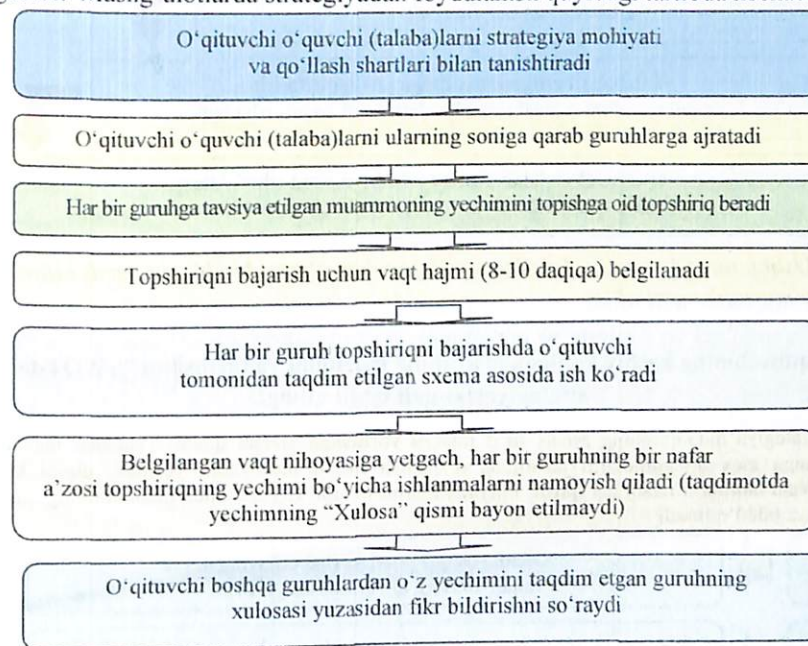 strategiyadan
O‘qituvchi o‘quvchi (talaba)larni strategiya mohiyati
va qo‘llash shartlari bilan tanishtiradi
O‘qituvchi o‘quvchi (talaba)larni ularning soniga qarab guruhlarga ajratadi
Har bir guruhga tavsiya etilgan muammoning yechimini topishga oid topshiriq beradi
Topshiriqni bajarish uchun vaqt hajmi (8-10 daqiqa) belgilanadi
Har bir guruh topshiriqni bajarishda o‘qituvchi
tomonidan taqdim etilgan sxema asosida ish ko‘radi
Belgilangan vaqt nihoyasiga yetgach, har bir guruhning bir nafar
a’zosi topshiriqning yechimi bo‘yicha ishlanmalarni namoyish qiladi (taqdimotda
yechimning “Xulosa” qismi bayon etilmaydi)
O‘qituvchi boshqa guruhlardan o‘z yechimini taqdim etgan guruhning
xulosasi yuzasidan fikr bildirishni so‘raydi